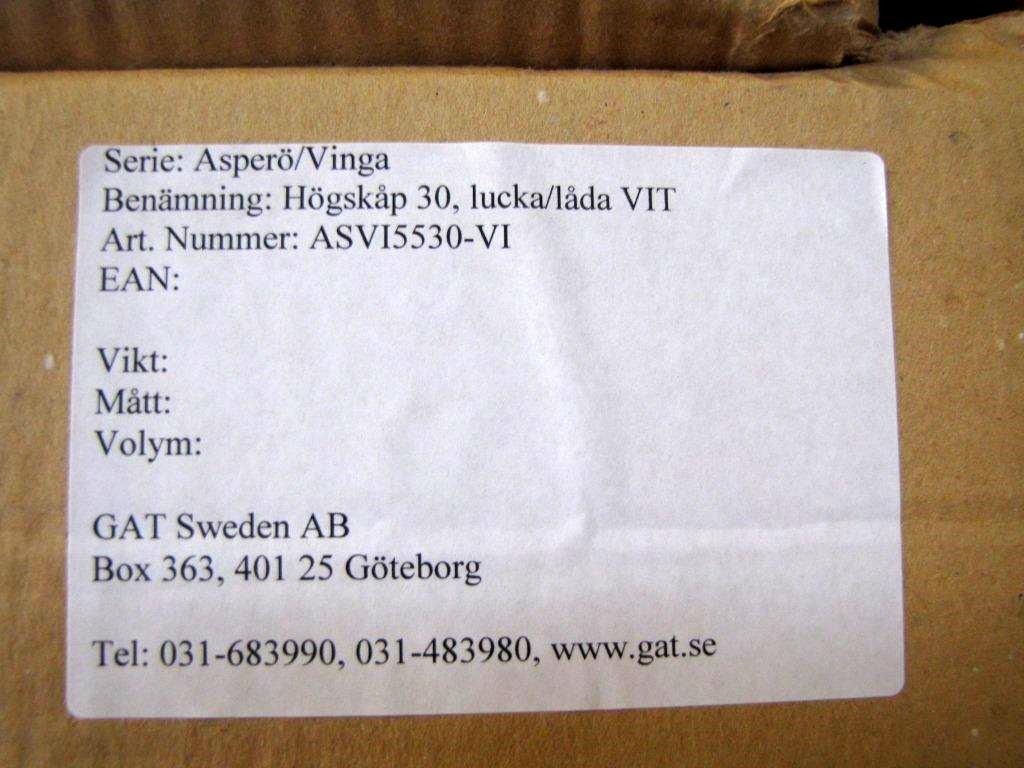 Serie: Asperö/Vinga
Benämning: Högskåp 30, lucka/låda VIT
Art. Nummer: ASVI5530-VI
EAN:
Vikt:
Mått:
Volym:
GAT Sweden AB
Box 363, 401 25 Göteborg
Tel: 031-683990, 031-483980, www.gat.se